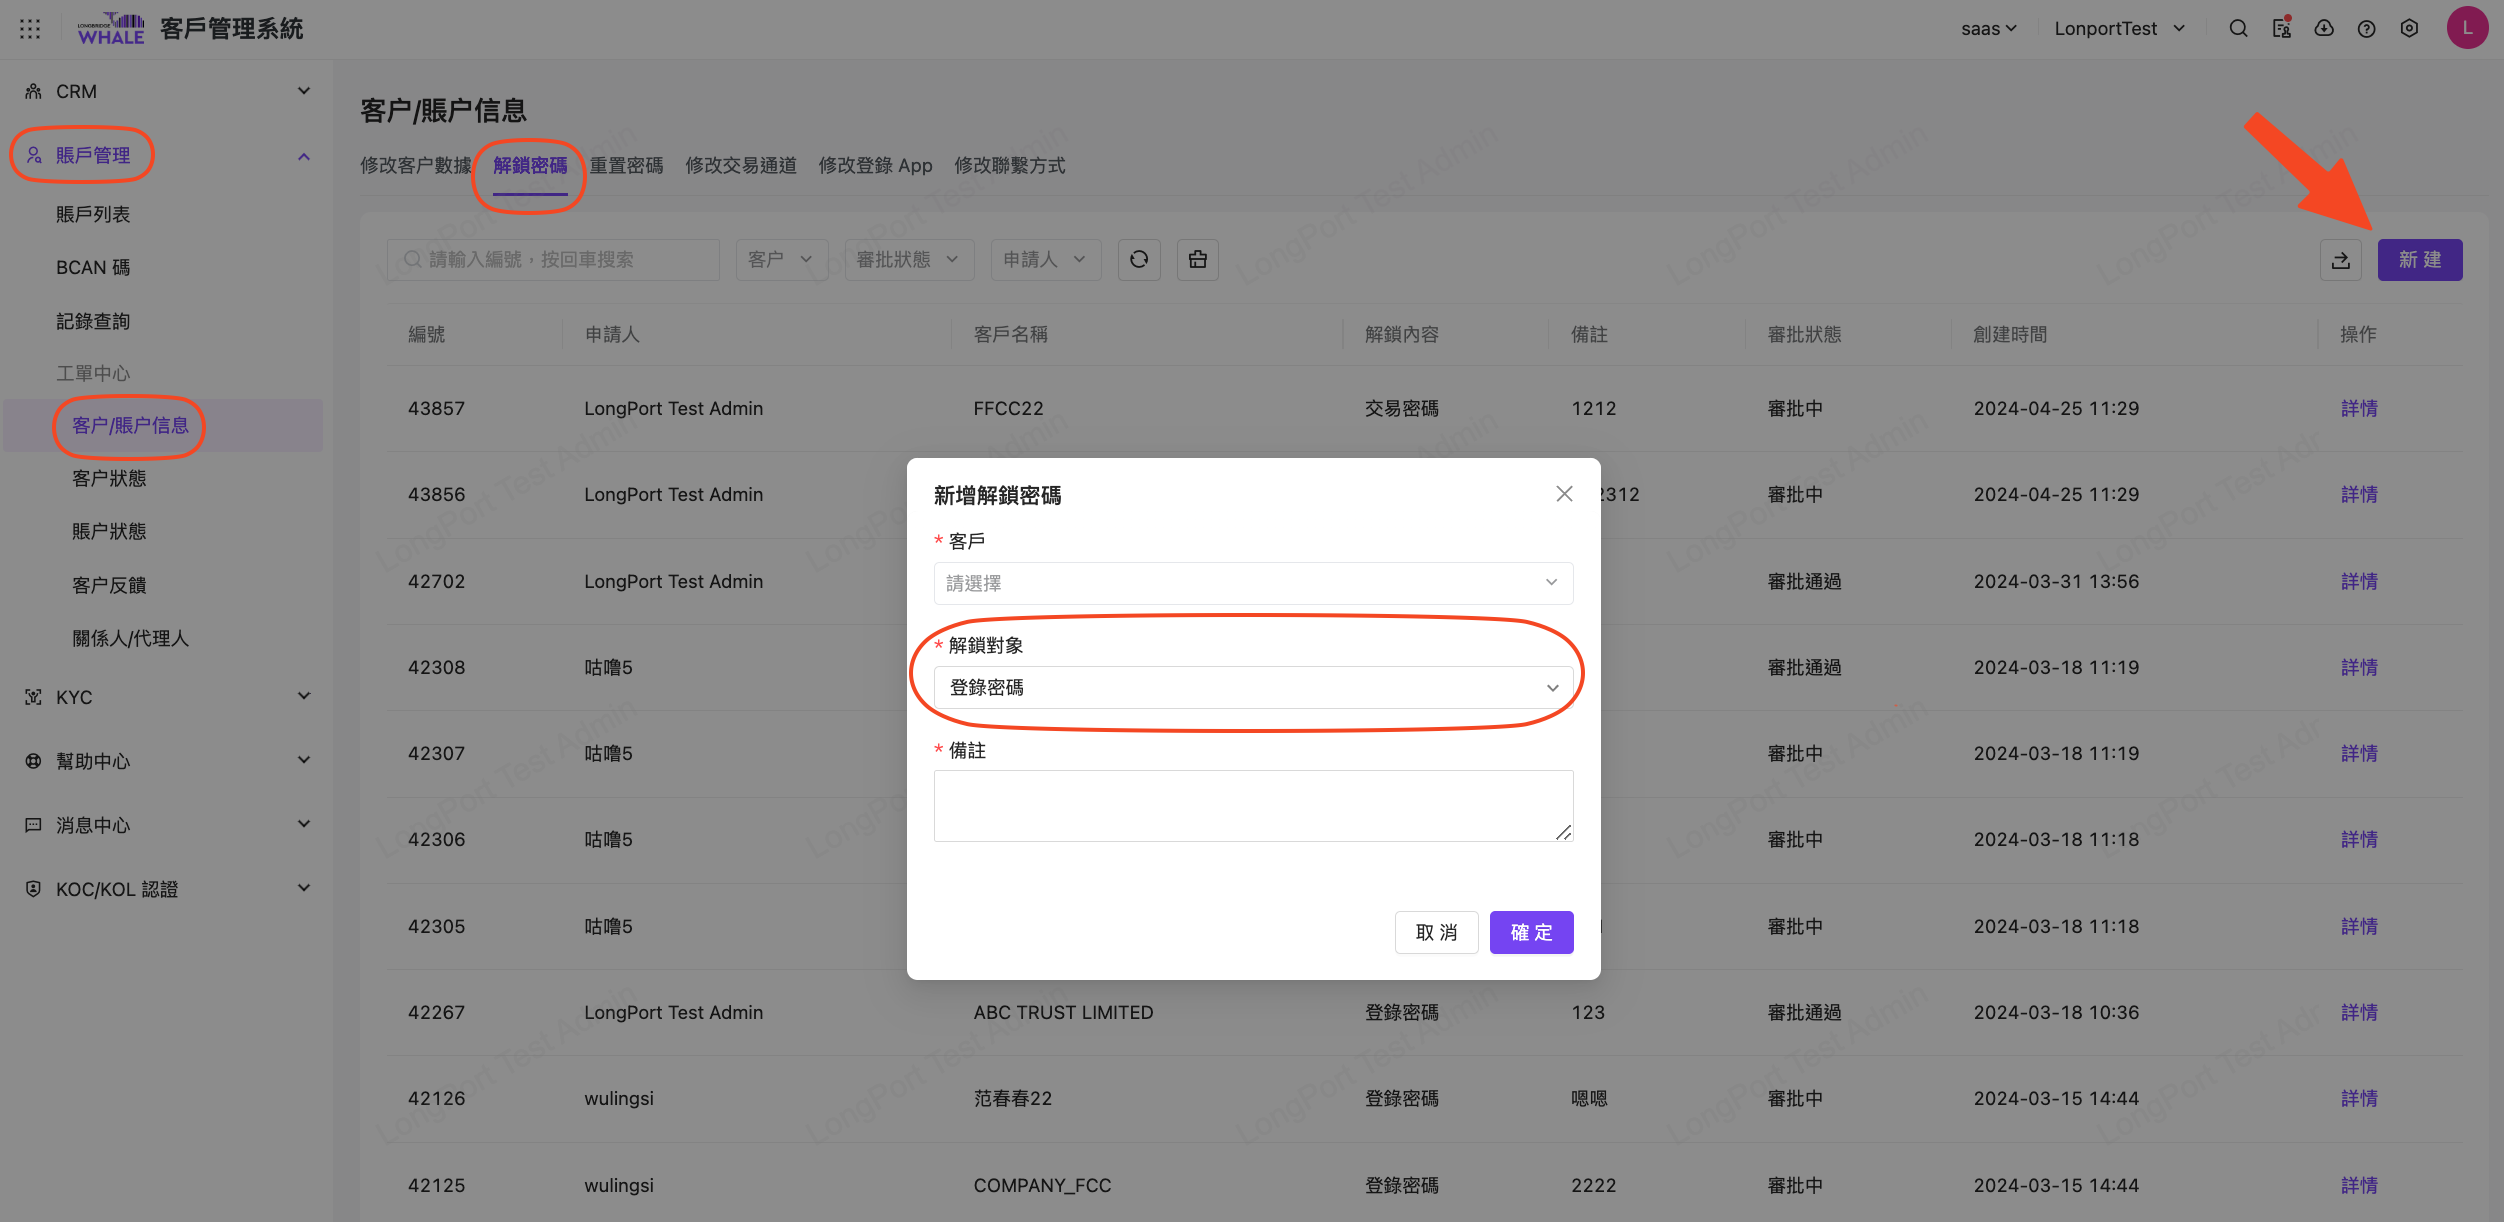 LONGBRIDGE
WHALE
客戶管理系統
saas
LonportTest
L
CRM
賬戶管理
賬戶列表
BCAN 碼
記錄查詢
工單中心
客户/賬户信息
客户狀態
賬户狀態
客户反饋
關係人/代理人
KYC
幫助中心
消息中心
KOC/KOL 認證
客户/賬户信息
修改客户數據 解鎖密碼 重置密碼 修改交易通道 修改登錄 App 修改聯繫方式
請輸入編號，按回車搜索 客户 審批狀態 申請人 新 建
編號 申請人 客戶名稱 解鎖內容 備註 審批狀態 創建時間 操作
43857 LongPort Test Admin FFCC22 交易密碼 1212 審批中 2024-04-25 11:29 詳情
43856 LongPort Test Admin 2312 審批中 2024-04-25 11:29 詳情
42702 LongPort Test Admin 審批通過 2024-03-31 13:56 詳情
42308 咕噜5 審批通過 2024-03-18 11:19 詳情
42307 咕噜5 審批中 2024-03-18 11:19 詳情
42306 咕噜5 審批中 2024-03-18 11:18 詳情
42305 咕噜5 審批中 2024-03-18 11:18 詳情
42267 LongPort Test Admin ABC TRUST LIMITED 登錄密碼 123 審批通過 2024-03-18 10:36 詳情
42126 wulingsi 范春春22 登錄密碼 嗯嗯 審批中 2024-03-15 14:44 詳情
42125 wulingsi COMPANY_FCC 登錄密碼 2222 審批中 2024-03-15 14:44 詳情
新增解鎖密碼
* 客戶
請選擇
* 解鎖對象
登錄密碼
* 備註
取 消 確 定
LongPort Test Admin